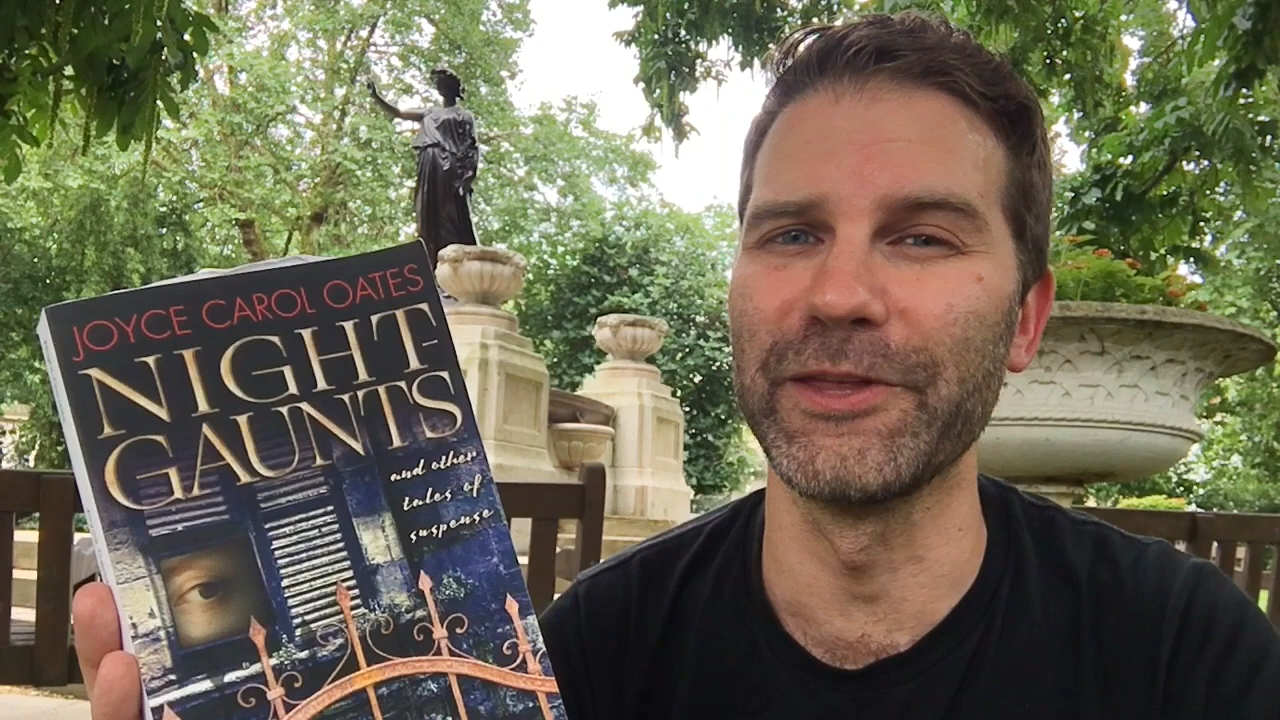 JOYCE CAROL OATES
NIGHT-
GAUNTS
and other
tales of
suspense